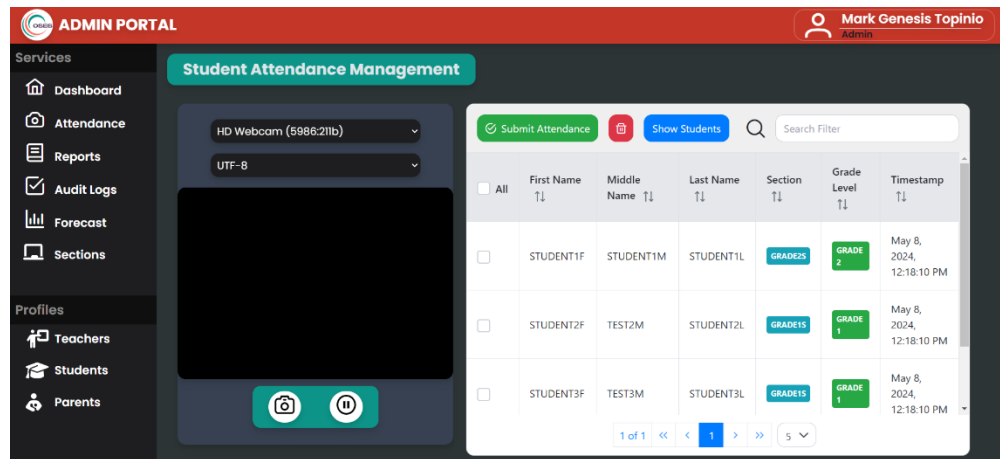 OSEIS ADMIN PORTAL
Mark Genesis Topinio
Admin
Services
Dashboard
Attendance
Reports
Audit Logs
Forecast
Sections
Profiles
Teachers
Students
Parents
Student Attendance Management
HD Webcam (5986:211b)
UTF-8
Submit Attendance Show Students Search Filter
All First Name Middle Name Last Name Section Grade Level Timestamp
STUDENT1F STUDENT1M STUDENT1L GRADE2S GRADE 2 May 8, 2024, 12:18:10 PM
STUDENT2F TEST2M STUDENT2L GRADE1S GRADE 1 May 8, 2024, 12:18:10 PM
STUDENT3F TEST3M STUDENT3L GRADE1S GRADE 1 May 8, 2024, 12:18:10 PM
1 of 1 « < 1 > » 5